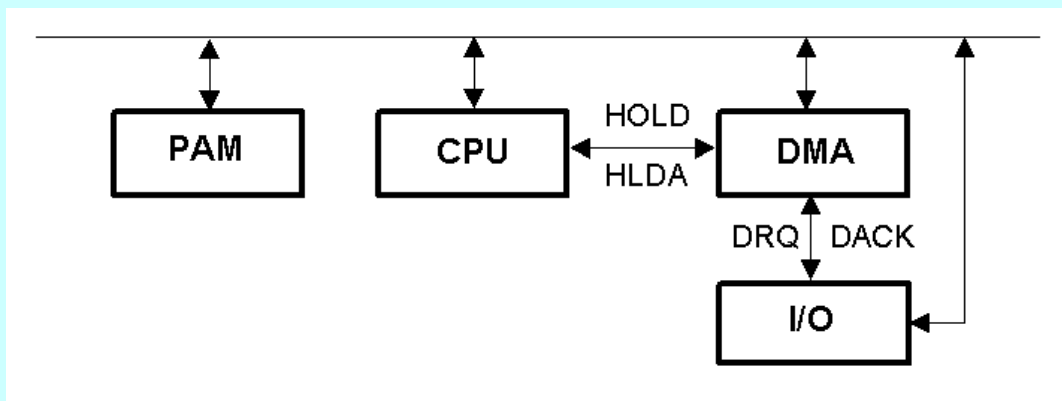 HOLD
PAM
CPU
DMA
HLDA
DRQ
DACK
I/O